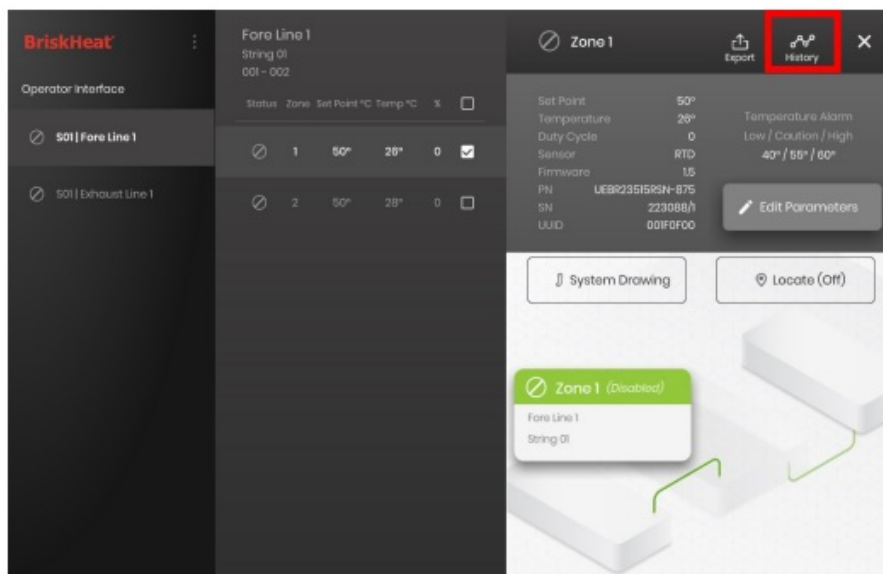 BriskHeat
Operator Interface
S01 | Fore Line 1
S01 | Exhaust Line 1
Fore Line 1
String 01
001 - 002
Status Zone Set Point °C Temp °C %
1 50° 28° 0
2 50° 28° 0
Zone 1
Export
History
Set Point 50°
Temperature 28°
Duty Cycle 0
Sensor RTD
Firmware 1.5
PN UEBR23515RSN-875
SN 223088/1
UUID 001F0F00
Temperature Alarm
Low / Caution / High
40° / 55° / 60°
Edit Parameters
System Drawing
Locate (Off)
Zone 1 (Disabled)
Fore Line 1
String 01